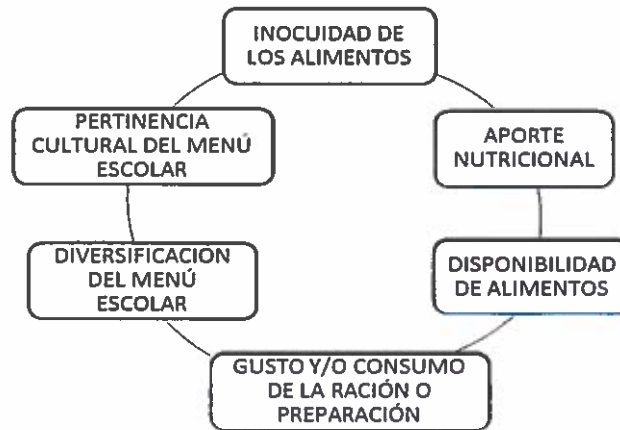 INOCUIDAD DE
LOS ALIMENTOS
APORTE
NUTRICIONAL
DISPONIBILIDAD
DE ALIMENTOS
GUSTO Y/O CONSUMO
DE LA RACIÓN O
PREPARACIÓN
DIVERSIFICACION
DEL MENÚ
ESCOLAR
PERTINENCIA
CULTURAL DEL MENÚ
ESCOLAR